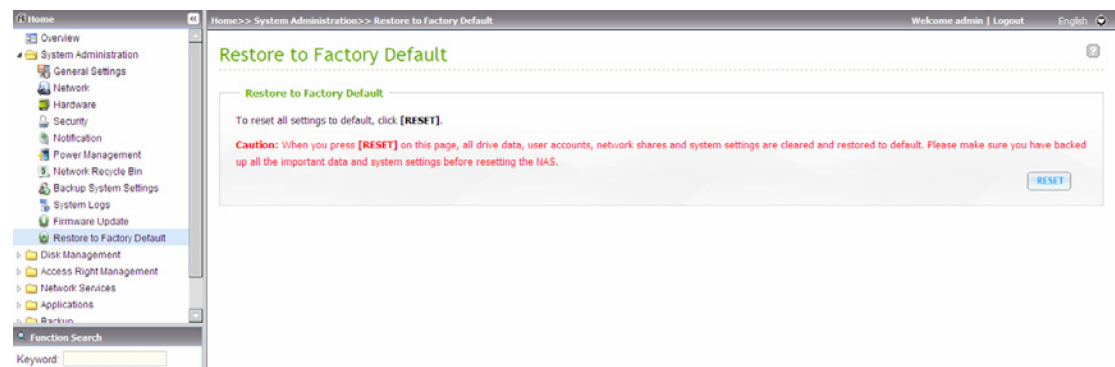 Home
Home>> System Administration>> Restore to Factory Default
Welcome admin | Logout
English
Overview
System Administration
General Settings
Network
Hardware
Security
Notification
Power Management
Network Recycle Bin
Backup System Settings
System Logs
Firmware Update
Restore to Factory Default
Disk Management
Access Right Management
Network Services
Applications
Backup
Function Search
Keyword:
Restore to Factory Default
Restore to Factory Default
To reset all settings to default, click [RESET].
Caution: When you press [RESET] on this page, all drive data, user accounts, network shares and system settings are cleared and restored to default. Please make sure you have backed
up all the important data and system settings before resetting the NAS.
RESET